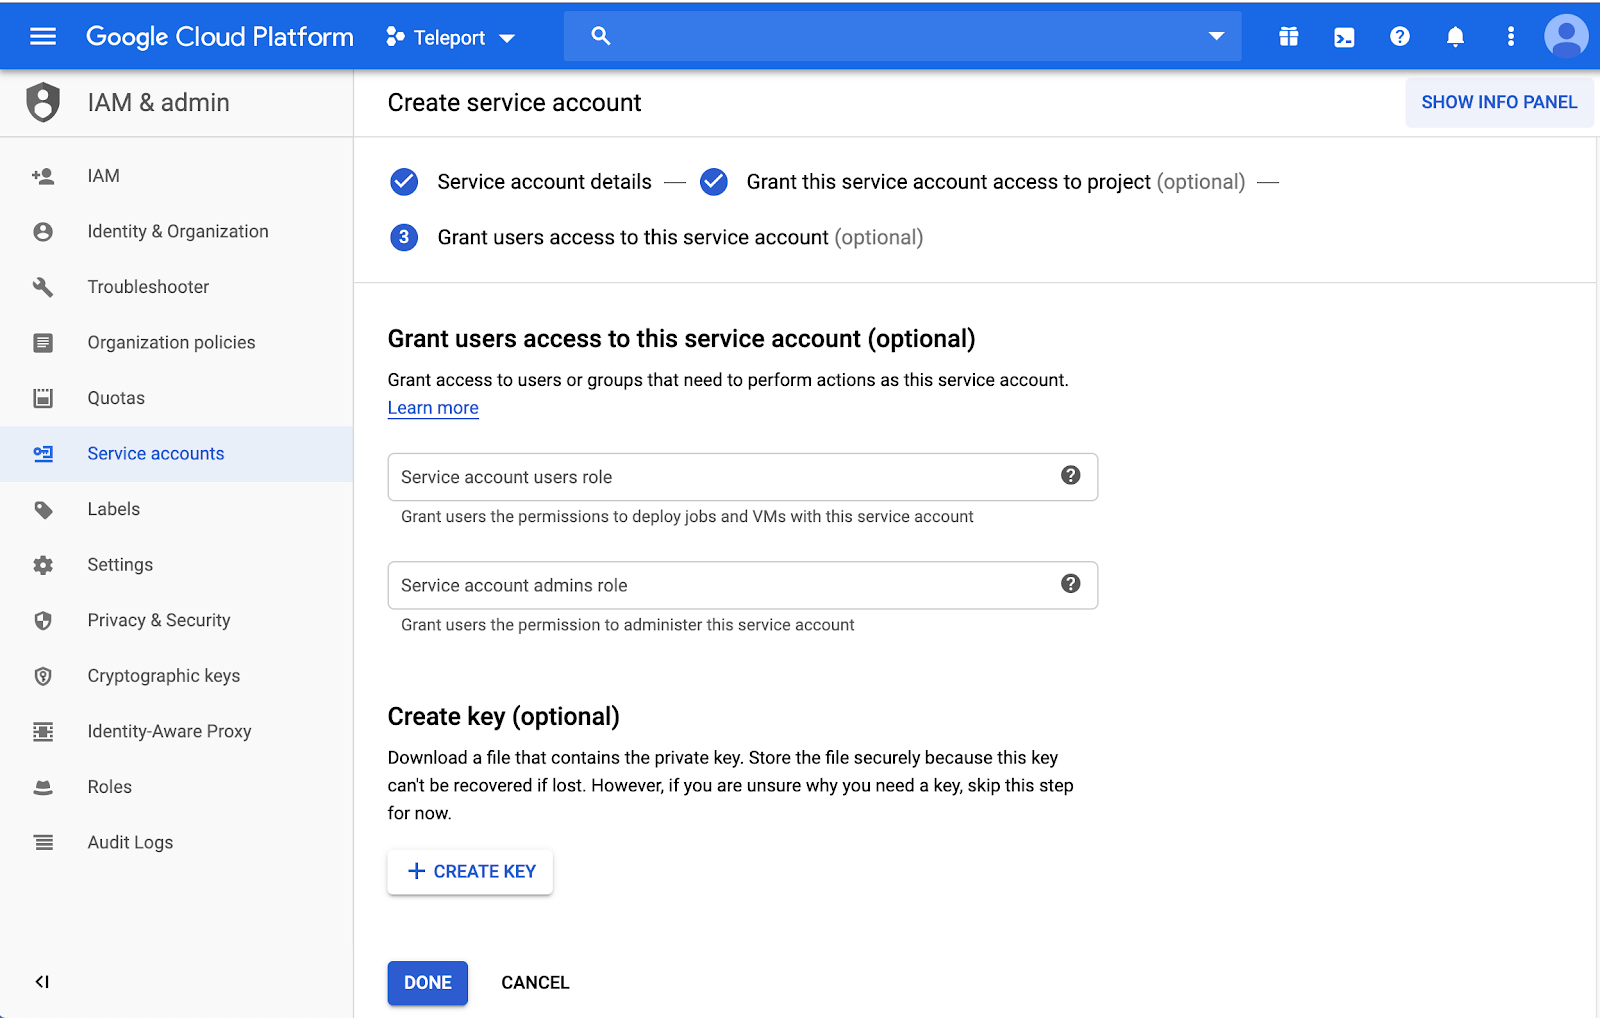 Google Cloud Platform
Teleport
IAM & admin
Create service account
SHOW INFO PANEL
IAM
Identity & Organization
Troubleshooter
Organization policies
Quotas
Service accounts
Labels
Settings
Privacy & Security
Cryptographic keys
Identity-Aware Proxy
Roles
Audit Logs
Service account details — Grant this service account access to project (optional) —
3 Grant users access to this service account (optional)
Grant users access to this service account (optional)
Grant access to users or groups that need to perform actions as this service account.
Learn more
Service account users role
Grant users the permissions to deploy jobs and VMs with this service account
Service account admins role
Grant users the permission to administer this service account
Create key (optional)
Download a file that contains the private key. Store the file securely because this key
can't be recovered if lost. However, if you are unsure why you need a key, skip this step
for now.
+ CREATE KEY
DONE
CANCEL